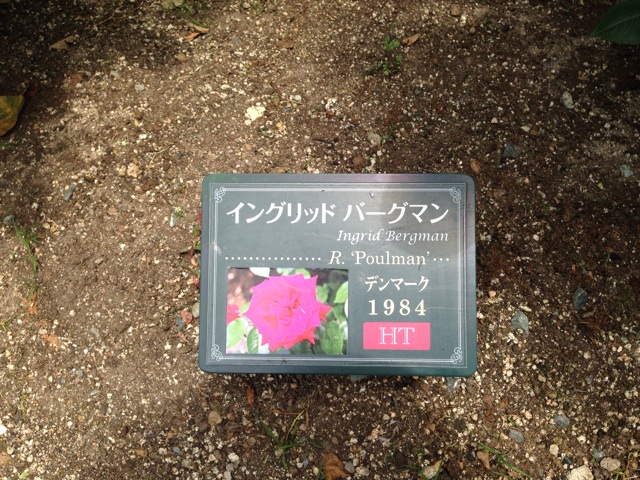 イングリッド バーグマン
Ingrid Bergman
R. ‘Poulman’
デンマーク
1984
HT